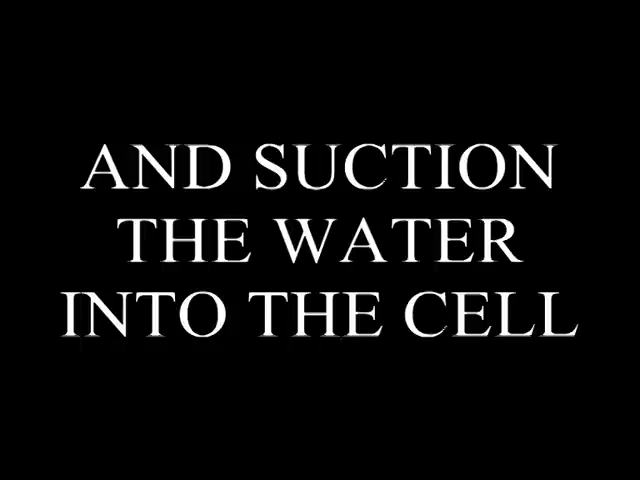 AND SUCTION
THE WATER
INTO THE CELL